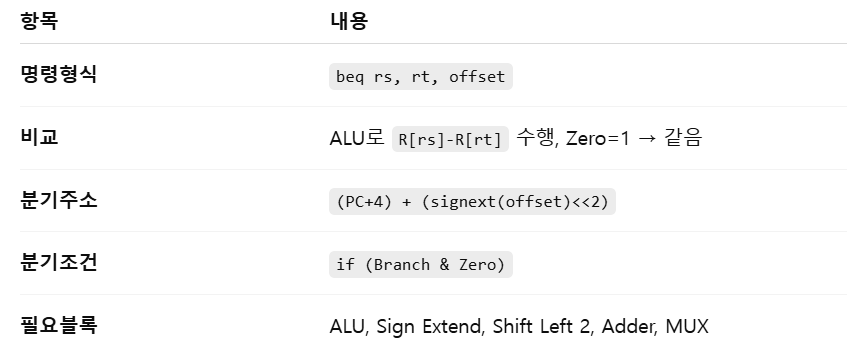 항목 내용
명령형식 beq rs, rt, offset
비교 ALU로 R[rs]-R[rt] 수행, Zero=1 → 같음
분기주소 (PC+4) + (signext(offset)<<2)
분기조건 if (Branch & Zero)
필요블록 ALU, Sign Extend, Shift Left 2, Adder, MUX